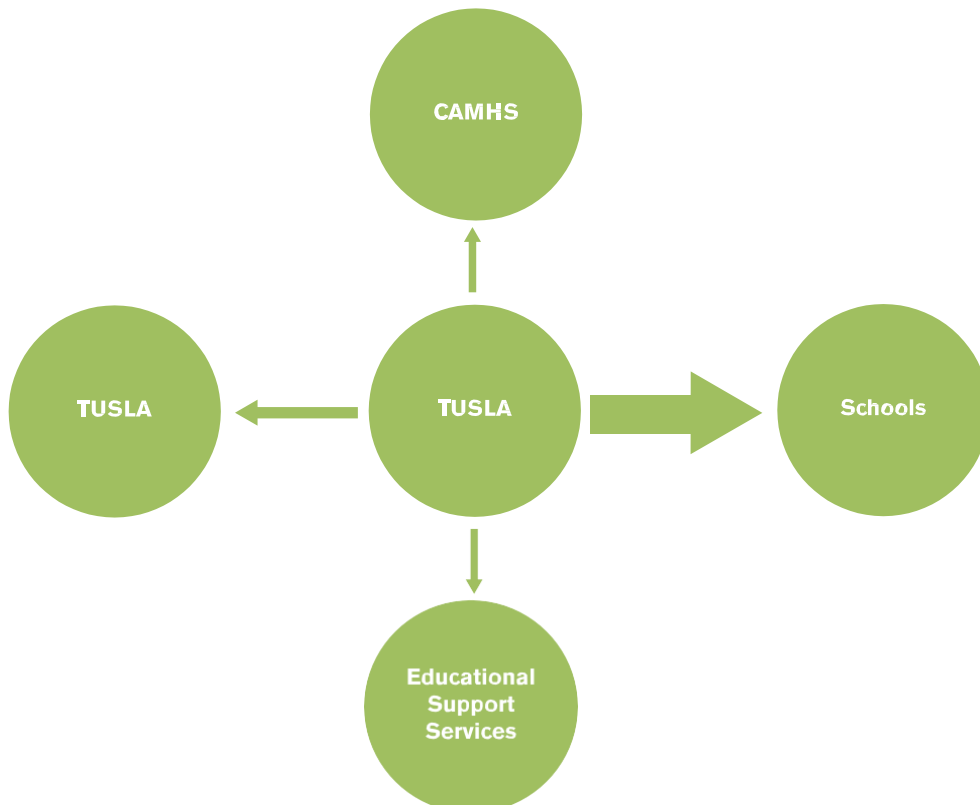 CAMHS
TUSLA
TUSLA
Schools
Educational
Support
Services